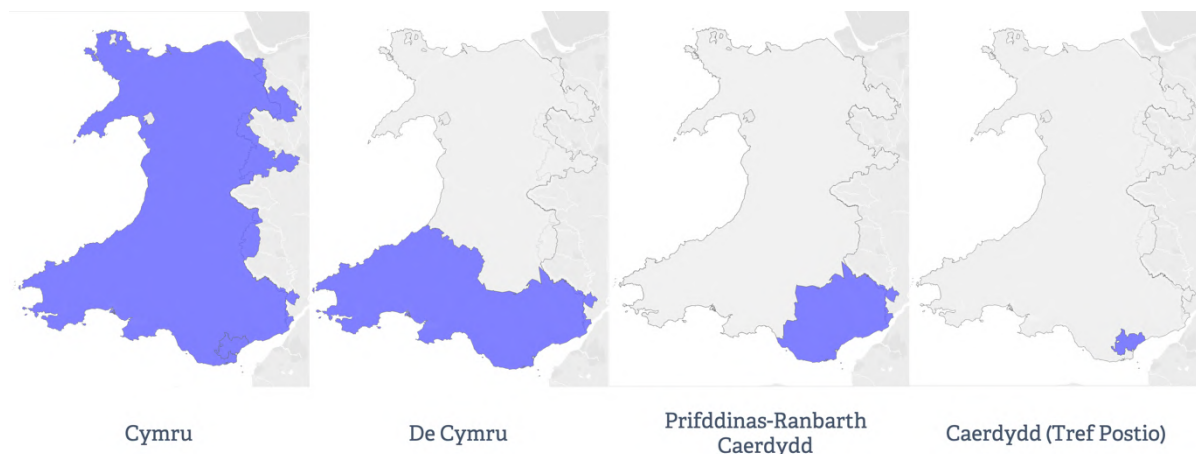 Cymru
De Cymru
Prifddinas-Ranbarth
Caerdydd
Caerdydd (Tref Postio)